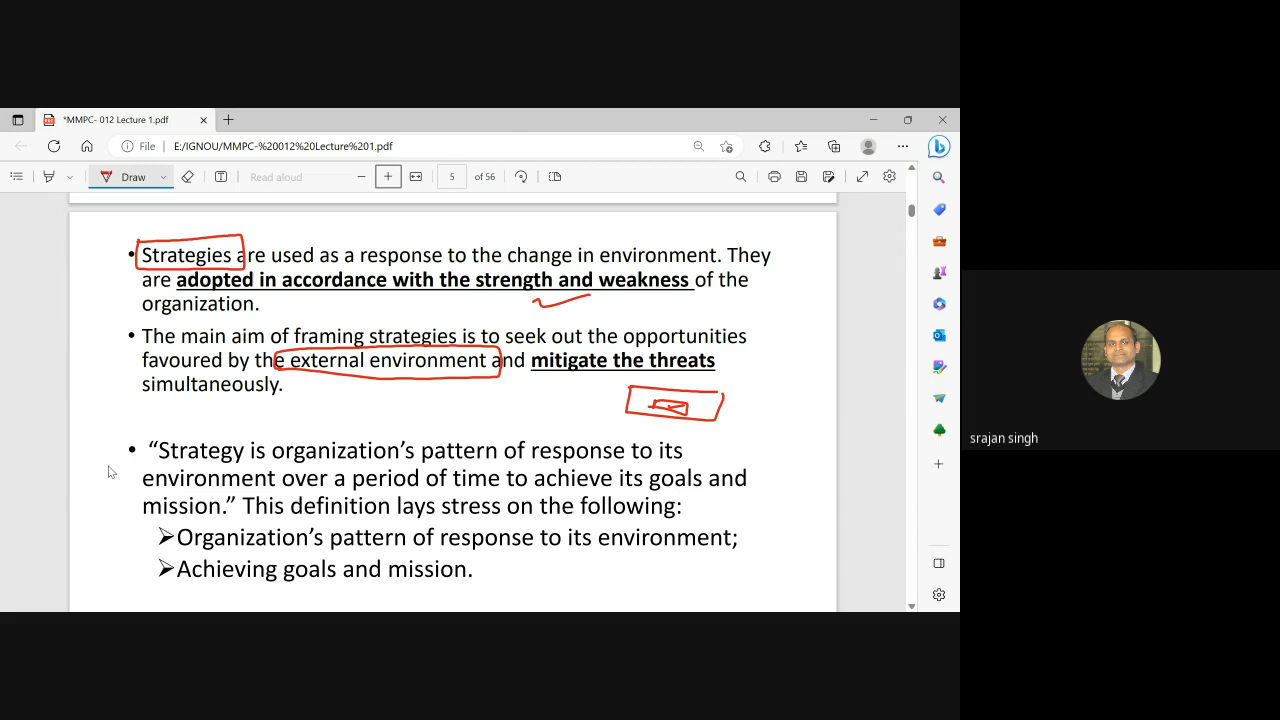 *MMPC- 012 Lecture 1.pdf
File E:/IGNOU/MMPC-%20012%20Lecture%201.pdf
Draw Read aloud 5 of 56
• Strategies are used as a response to the change in environment. They
are adopted in accordance with the strength and weakness of the
organization.
• The main aim of framing strategies is to seek out the opportunities
favoured by the external environment and mitigate the threats
simultaneously.
• “Strategy is organization’s pattern of response to its
environment over a period of time to achieve its goals and
mission.” This definition lays stress on the following:
➢Organization’s pattern of response to its environment;
➢Achieving goals and mission.
srajan singh